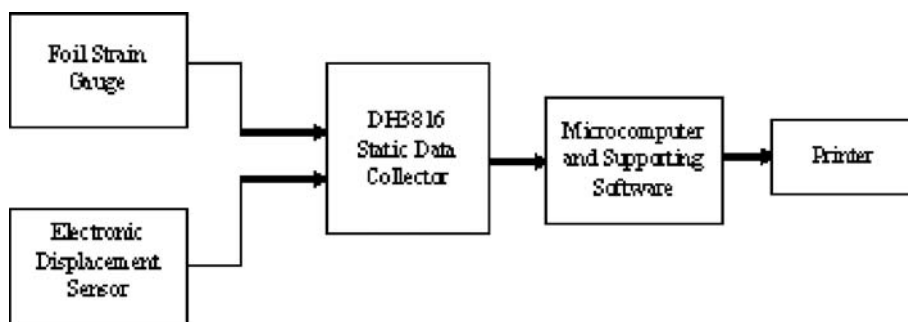 Foil Strain
Gauge
DH3816
Static Data
Collector
Microcomputer
and Supporting
Software
Printer
Electronic
Displacement
Sensor